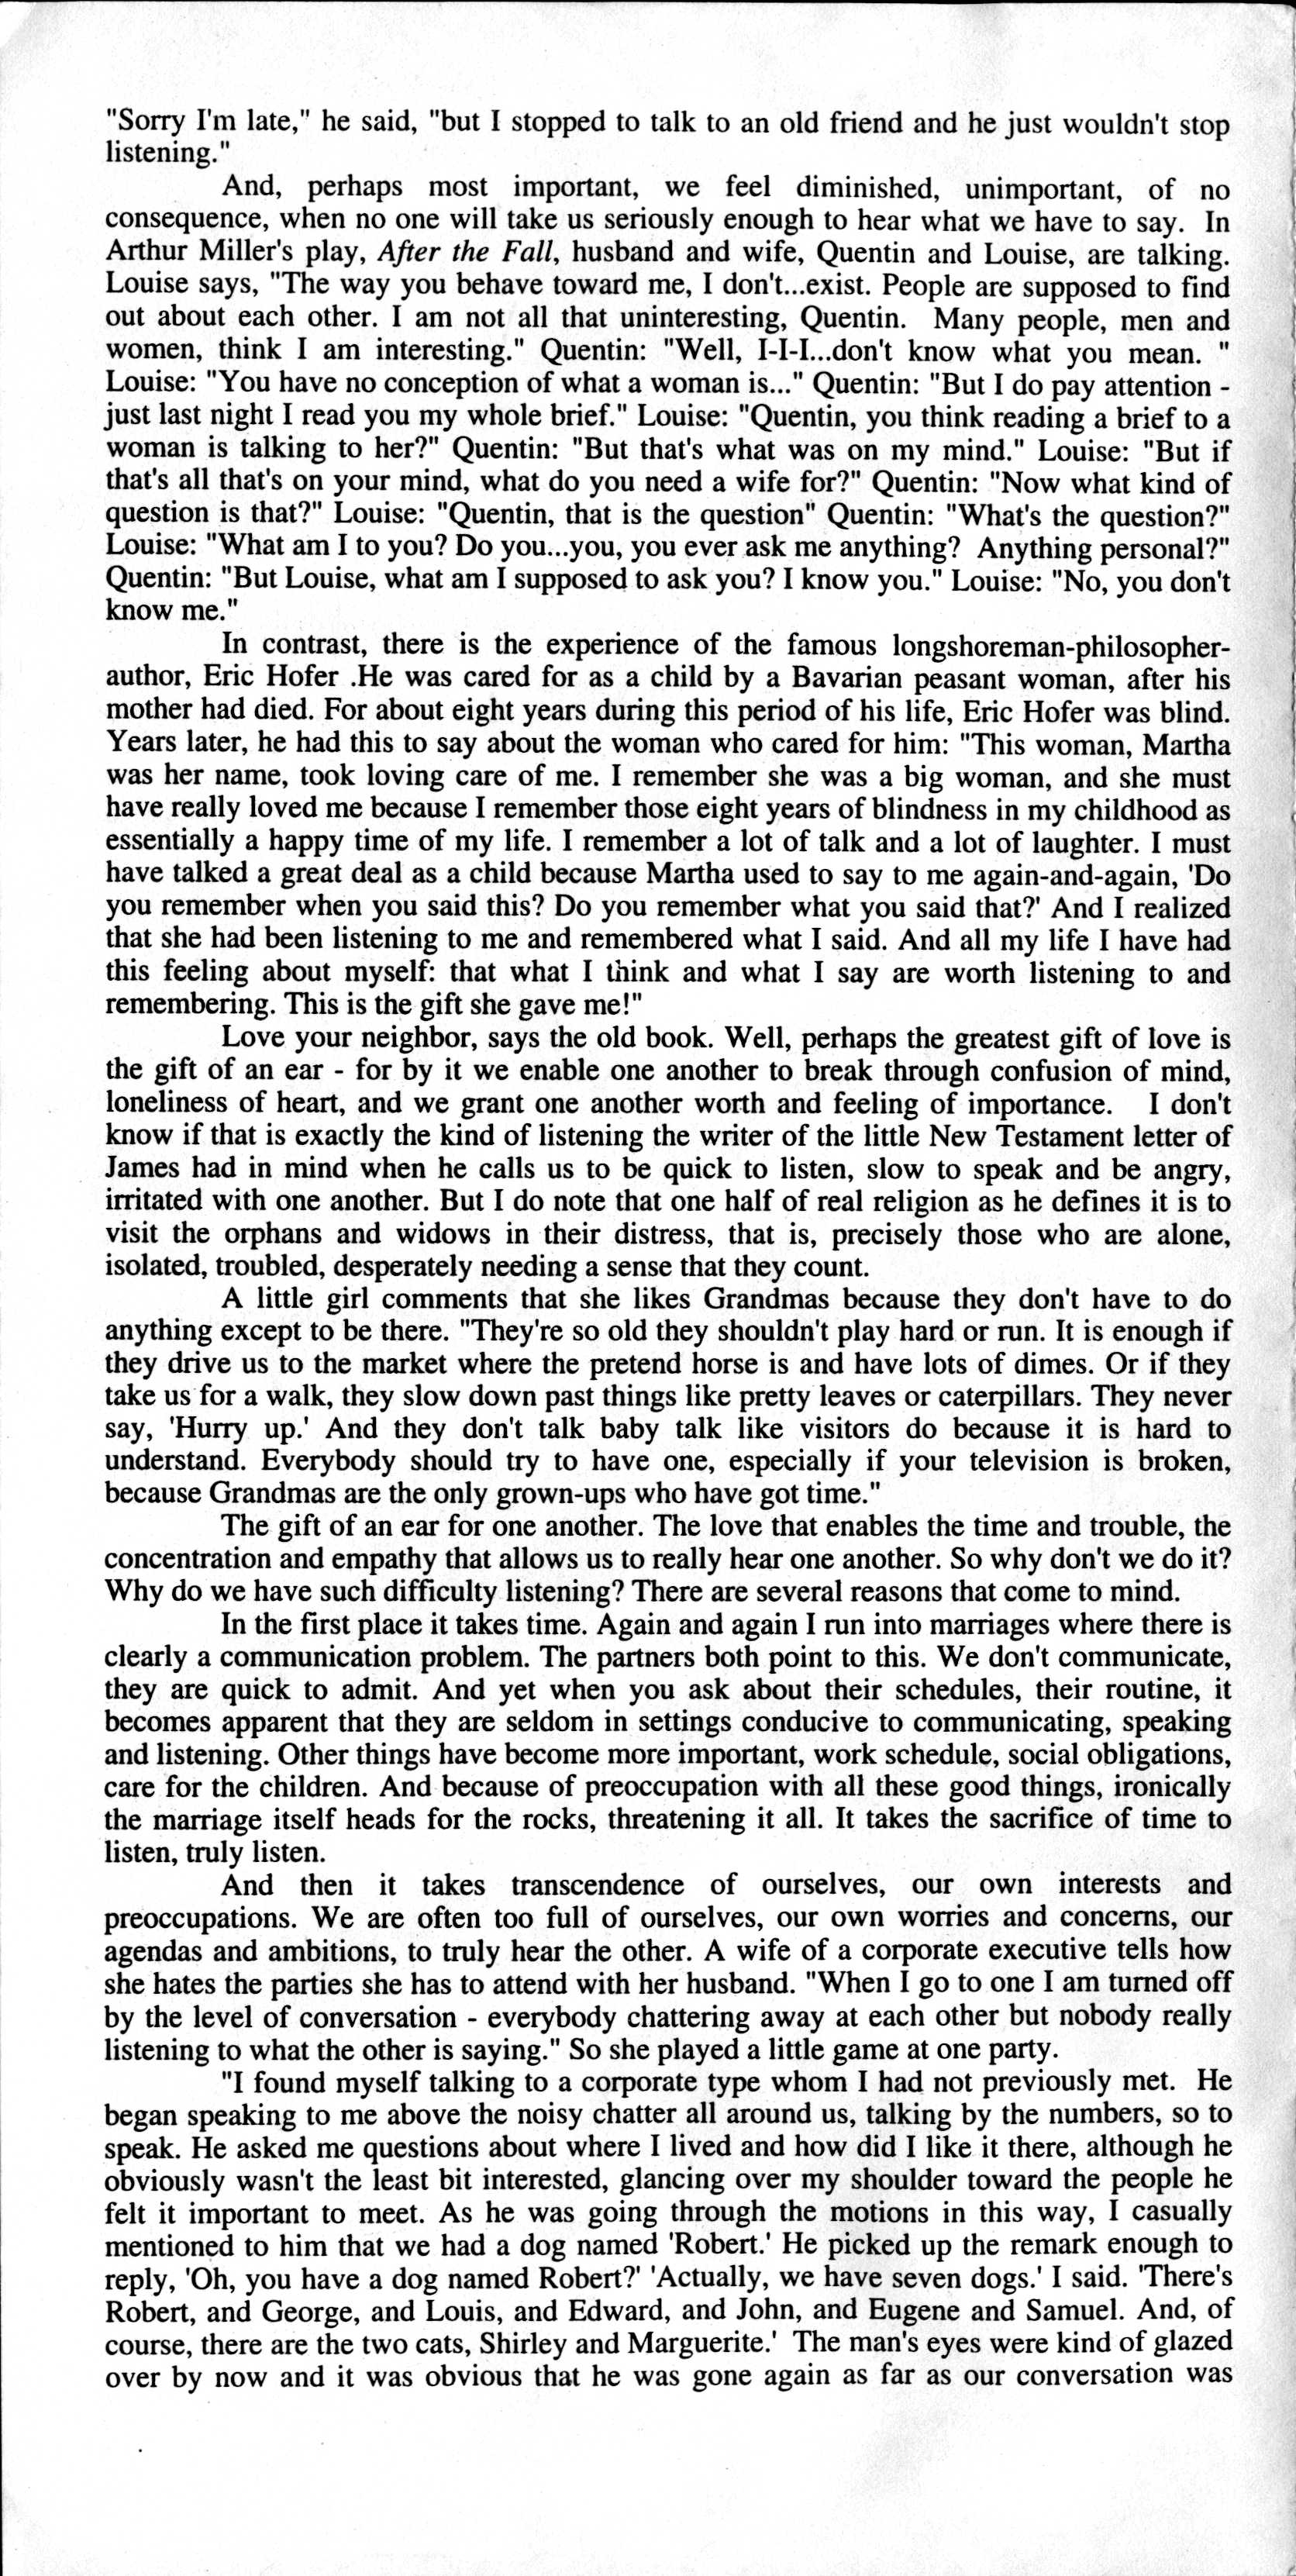 "Sorry I'm late," he said, "but I stopped to talk to an old friend and he just wouldn't stop
listening."
And, perhaps most important, we feel diminished, unimportant, of no
consequence, when no one will take us seriously enough to hear what we have to say. In
Arthur Miller's play, After the Fall, husband and wife, Quentin and Louise, are talking.
Louise says, "The way you behave toward me, I don't...exist. People are supposed to find
out about each other. I am not all that uninteresting, Quentin. Many people, men and
women, think I am interesting." Quentin: "Well, I-I-I...don't know what you mean. "
Louise: "You have no conception of what a woman is..." Quentin: "But I do pay attention -
just last night I read you my whole brief." Louise: "Quentin, you think reading a brief to a
woman is talking to her?" Quentin: "But that's what was on my mind." Louise: "But if
that's all that's on your mind, what do you need a wife for?" Quentin: "Now what kind of
question is that?" Louise: "Quentin, that is the question" Quentin: "What's the question?"
Louise: "What am I to you? Do you...you, you ever ask me anything? Anything personal?"
Quentin: "But Louise, what am I supposed to ask you? I know you." Louise: "No, you don't
know me."
In contrast, there is the experience of the famous longshoreman-philosopher-
author, Eric Hofer .He was cared for as a child by a Bavarian peasant woman, after his
mother had died. For about eight years during this period of his life, Eric Hofer was blind.
Years later, he had this to say about the woman who cared for him: "This woman, Martha
was her name, took loving care of me. I remember she was a big woman, and she must
have really loved me because I remember those eight years of blindness in my childhood as
essentially a happy time of my life. I remember a lot of talk and a lot of laughter. I must
have talked a great deal as a child because Martha used to say to me again-and-again, 'Do
you remember when you said this? Do you remember what you said that?' And I realized
that she had been listening to me and remembered what I said. And all my life I have had
this feeling about myself: that what I think and what I say are worth listening to and
remembering. This is the gift she gave me!"
Love your neighbor, says the old book. Well, perhaps the greatest gift of love is
the gift of an ear - for by it we enable one another to break through confusion of mind,
loneliness of heart, and we grant one another worth and feeling of importance. I don't
know if that is exactly the kind of listening the writer of the little New Testament letter of
James had in mind when he calls us to be quick to listen, slow to speak and be angry,
irritated with one another. But I do note that one half of real religion as he defines it is to
visit the orphans and widows in their distress, that is, precisely those who are alone,
isolated, troubled, desperately needing a sense that they count.
A little girl comments that she likes Grandmas because they don't have to do
anything except to be there. "They're so old they shouldn't play hard or run. It is enough if
they drive us to the market where the pretend horse is and have lots of dimes. Or if they
take us for a walk, they slow down past things like pretty leaves or caterpillars. They never
say, 'Hurry up.' And they don't talk baby talk like visitors do because it is hard to
understand. Everybody should try to have one, especially if your television is broken,
because Grandmas are the only grown-ups who have got time."
The gift of an ear for one another. The love that enables the time and trouble, the
concentration and empathy that allows us to really hear one another. So why don't we do it?
Why do we have such difficulty listening? There are several reasons that come to mind.
In the first place it takes time. Again and again I run into marriages where there is
clearly a communication problem. The partners both point to this. We don't communicate,
they are quick to admit. And yet when you ask about their schedules, their routine, it
becomes apparent that they are seldom in settings conducive to communicating, speaking
and listening. Other things have become more important, work schedule, social obligations,
care for the children. And because of preoccupation with all these good things, ironically
the marriage itself heads for the rocks, threatening it all. It takes the sacrifice of time to
listen, truly listen.
And then it takes transcendence of ourselves, our own interests and
preoccupations. We are often too full of ourselves, our own worries and concerns, our
agendas and ambitions, to truly hear the other. A wife of a corporate executive tells how
she hates the parties she has to attend with her husband. "When I go to one I am turned off
by the level of conversation - everybody chattering away at each other but nobody really
listening to what the other is saying." So she played a little game at one party.
"I found myself talking to a corporate type whom I had not previously met. He
began speaking to me above the noisy chatter all around us, talking by the numbers, so to
speak. He asked me questions about where I lived and how did I like it there, although he
obviously wasn't the least bit interested, glancing over my shoulder toward the people he
felt it important to meet. As he was going through the motions in this way, I casually
mentioned to him that we had a dog named 'Robert.' He picked up the remark enough to
reply, 'Oh, you have a dog named Robert?' 'Actually, we have seven dogs.' I said. 'There's
Robert, and George, and Louis, and Edward, and John, and Eugene and Samuel. And, of
course, there are the two cats, Shirley and Marguerite.' The man's eyes were kind of glazed
over by now and it was obvious that he was gone again as far as our conversation was